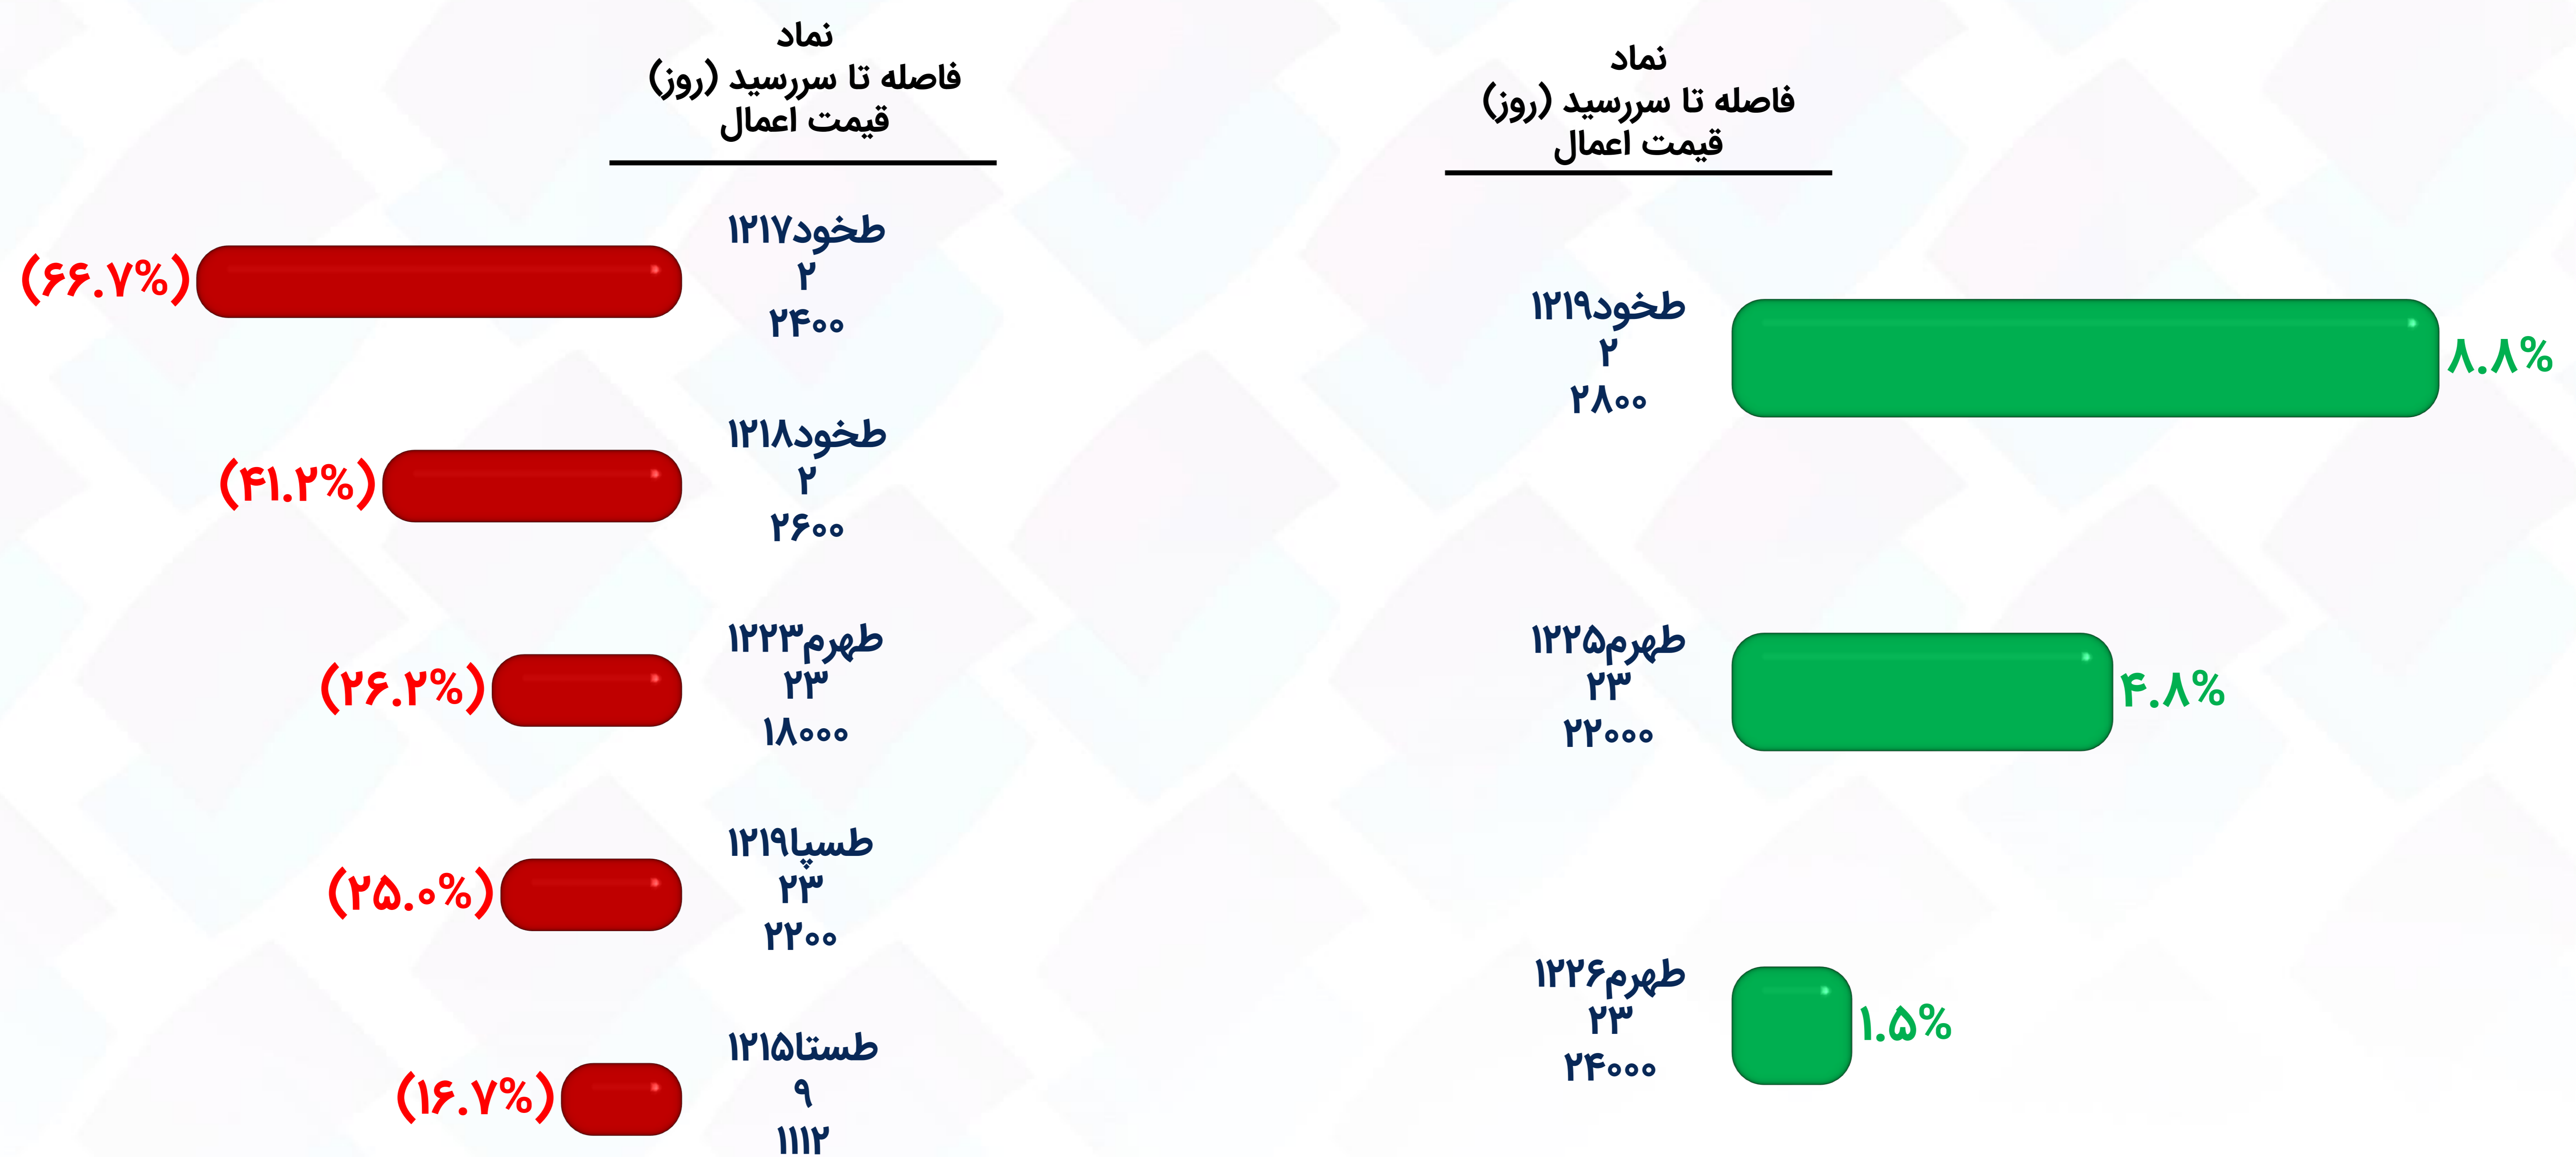 نماد
فاصله تا سررسید (روز)
قیمت اعمال
طخود۱۲۱۹
۲
۲۸۰۰
۸.۸%
طهرم۱۲۲۵
۲۳
۲۲۰۰۰
۴.۸%
طهرم۱۲۲۶
۲۳
۲۴۰۰۰
۱.۵%
نماد
فاصله تا سررسید (روز)
قیمت اعمال
طخود۱۲۱۷
۲
۲۴۰۰
(۶۶.۷%)
طخود۱۲۱۸
۲
۲۶۰۰
(۴۱.۲%)
طهرم۱۲۲۳
۲۳
۱۸۰۰۰
(۲۶.۲%)
طسپا۱۲۱۹
۲۳
۲۲۰۰
(۲۵.۰%)
طستا۱۲۱۵
۹
۱۱۱۲
(۱۶.۷%)